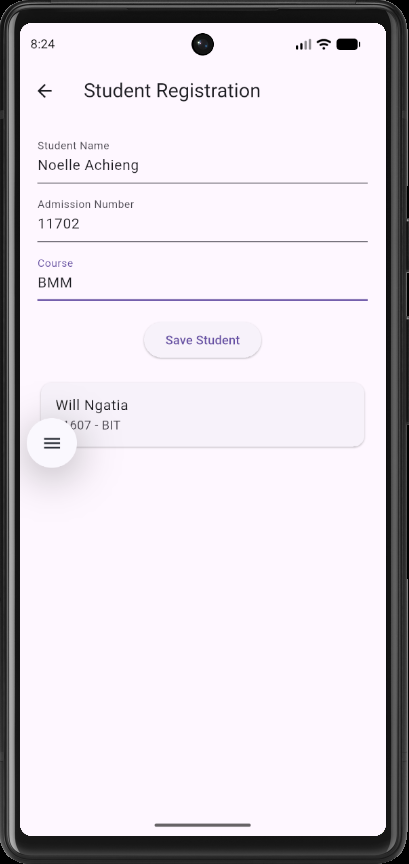 8:24
Student Registration
Student Name
Noelle Achieng
Admission Number
11702
Course
BMM
Save Student
Will Ngatia
607 - BIT